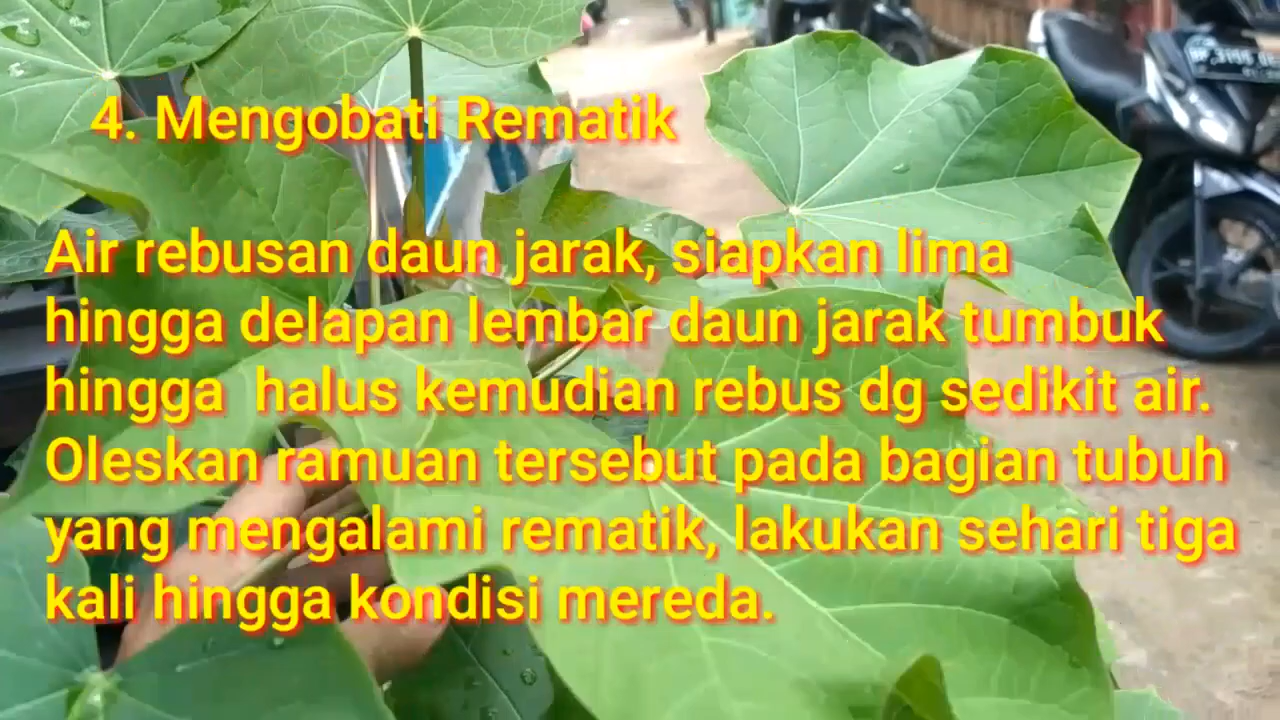 4. Mengobati Rematik
Air rebusan daun jarak, siapkan lima
hingga delapan lembar daun jarak tumbuk
hingga  halus kemudian rebus dg sedikit air.
Oleskan ramuan tersebut pada bagian tubuh
yang mengalami rematik, lakukan sehari tiga
kali hingga kondisi mereda.